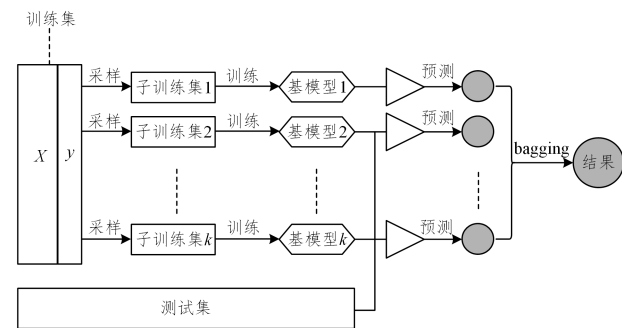 训练集
X
y
采样
子训练集1
训练
基模型1
预测
采样
子训练集2
训练
基模型2
预测
bagging
结果
采样
子训练集k
训练
基模型k
预测
测试集